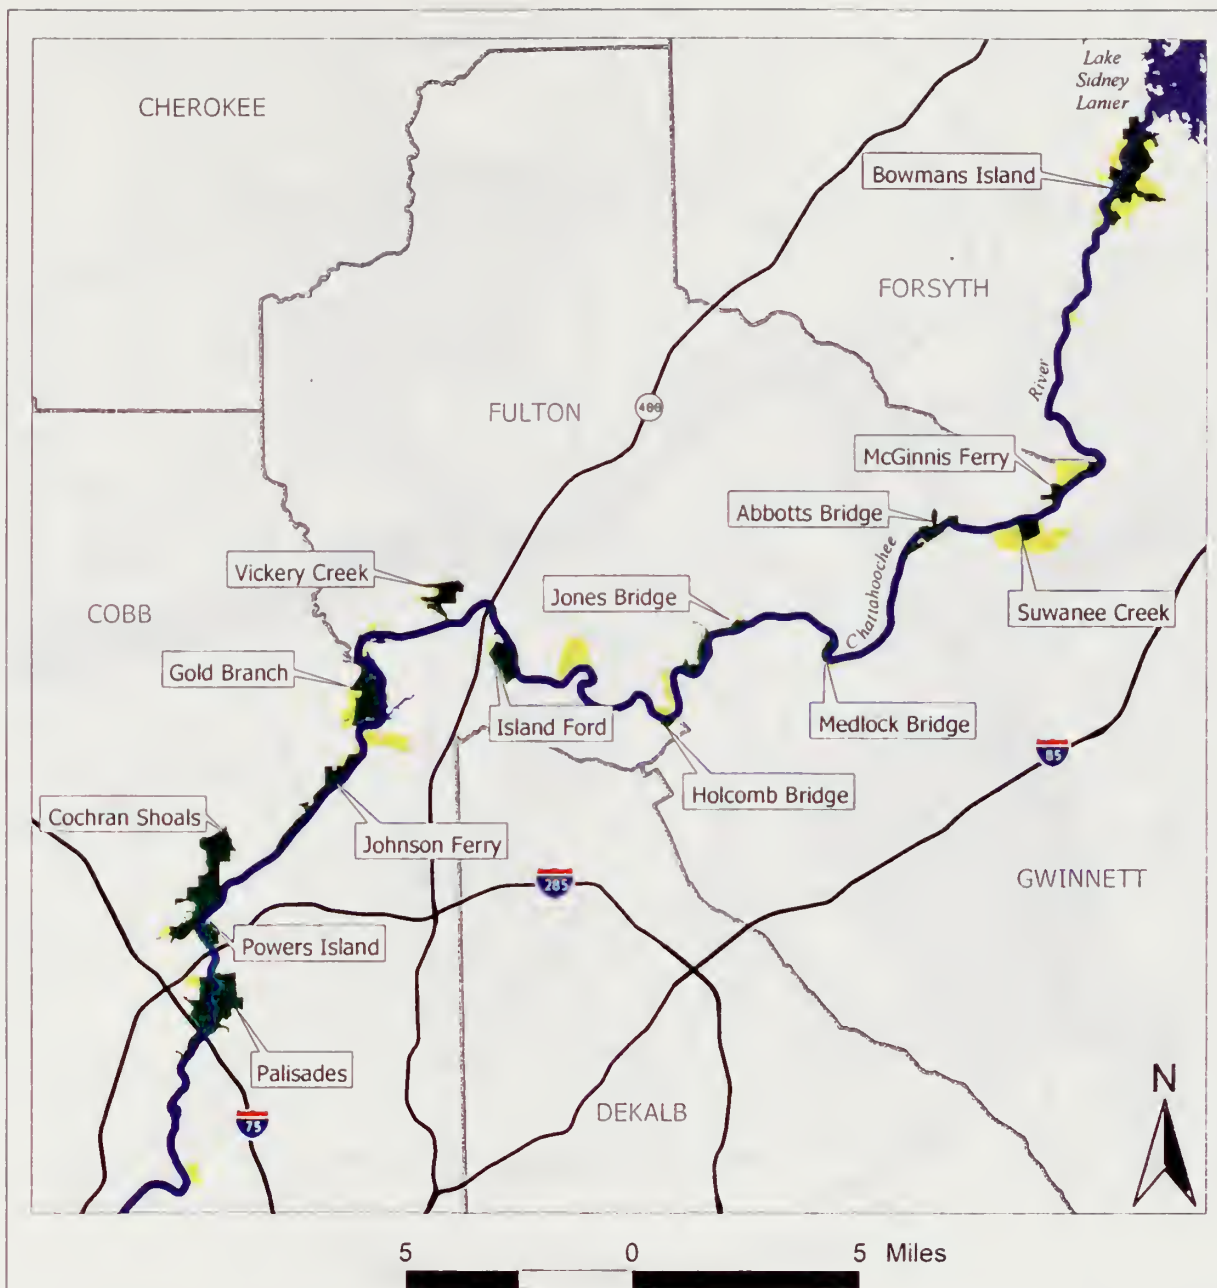 Lake
Sidney
Lanier
CHEROKEE
Bowmans Island
FORSYTH
River
FULTON
400
McGinnis Ferry
Abbotts Bridge
Chattahoochee
Vickery Creek
Jones Bridge
Suwanee Creek
COBB
Gold Branch
Island Ford
Medlock Bridge
85
Holcomb Bridge
Cochran Shoals
Johnson Ferry
285
GWINNETT
Powers Island
Palisades
N
DEKALB
75
5 0 5 Miles